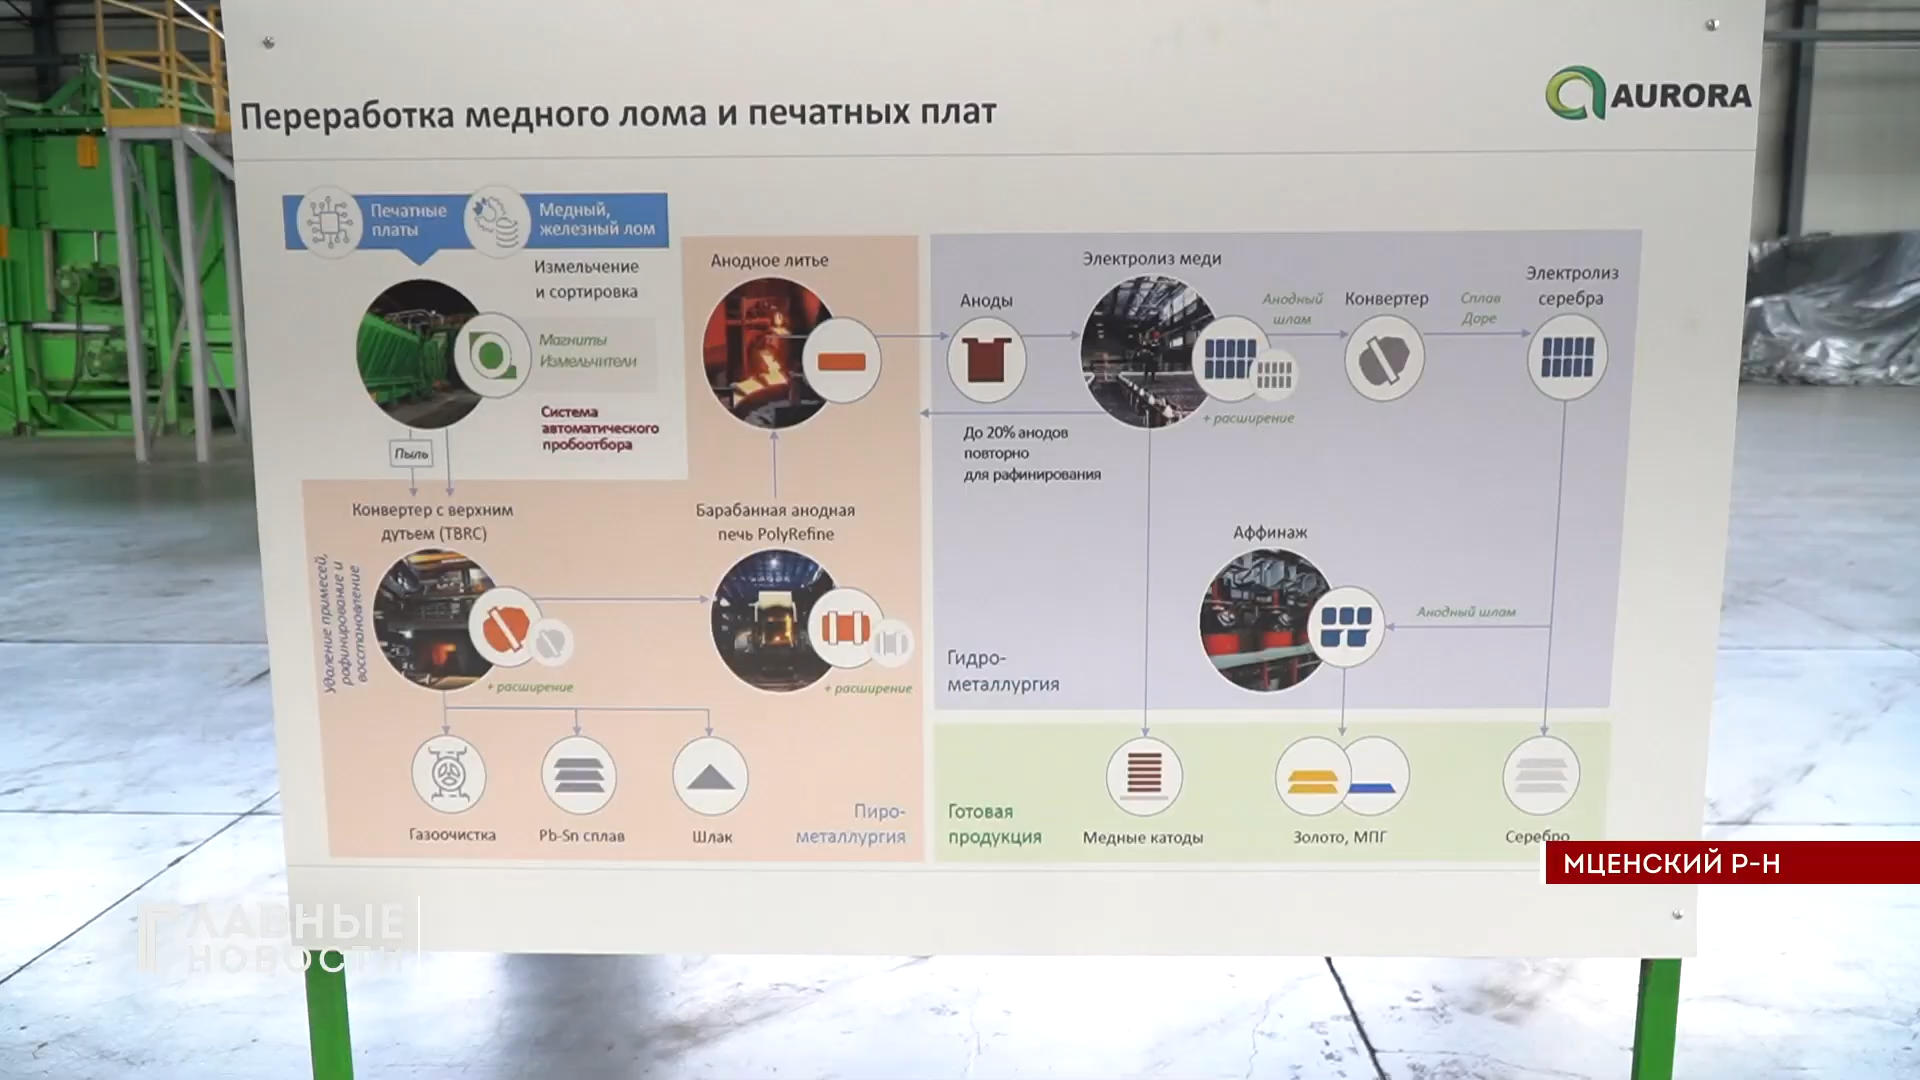 Переработка медного лома и печатных плат
AURORA
Печатные
платы
Медный,
железный лом
Измельчение
и сортировка
Магниты
Измельчители
Система
автоматического
пробоотбора
Пыль
Конвертер с верхним
дутьем (TBRC)
Удаление примесей,
рафинирование и
восстановление
+ расширение
Газоочистка
Pb-Sn сплав
Шлак
Анодное литье
Барабанная анодная
печь PolyRefine
+ расширение
Пиро-
металлургия
Аноды
Электролиз меди
+ расширение
Анодный
шлам
Конвертер
Сплав
Доре
Электролиз
серебра
До 20% анодов
повторно
для рафинирования
Аффинаж
Анодный шлам
Гидро-
металлургия
Готовая
продукция
Медные катоды
Золото, МПГ
Серебро
МЦЕНСКИЙ Р-Н
ГЛАВНЫЕ
НОВОСТИ